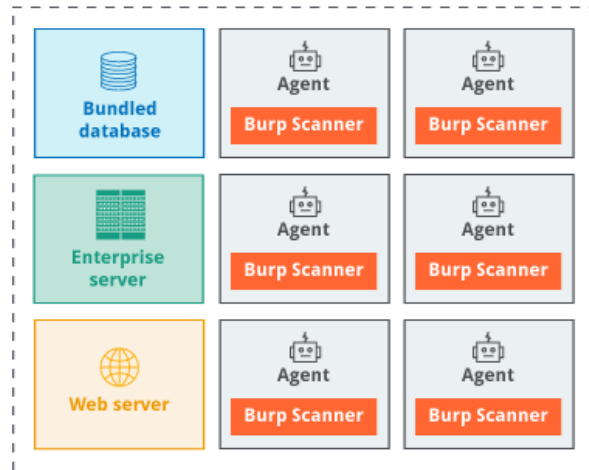 Bundled
database
Agent
Burp Scanner
Agent
Burp Scanner
Enterprise
server
Agent
Burp Scanner
Agent
Burp Scanner
Web server
Agent
Burp Scanner
Agent
Burp Scanner